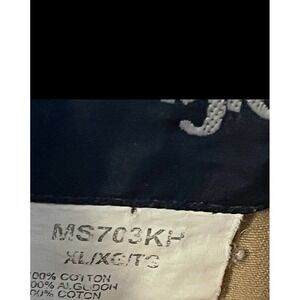 MS703KH
XL/XG/TG
100% COTTON
100% ALGODON
100% COTON